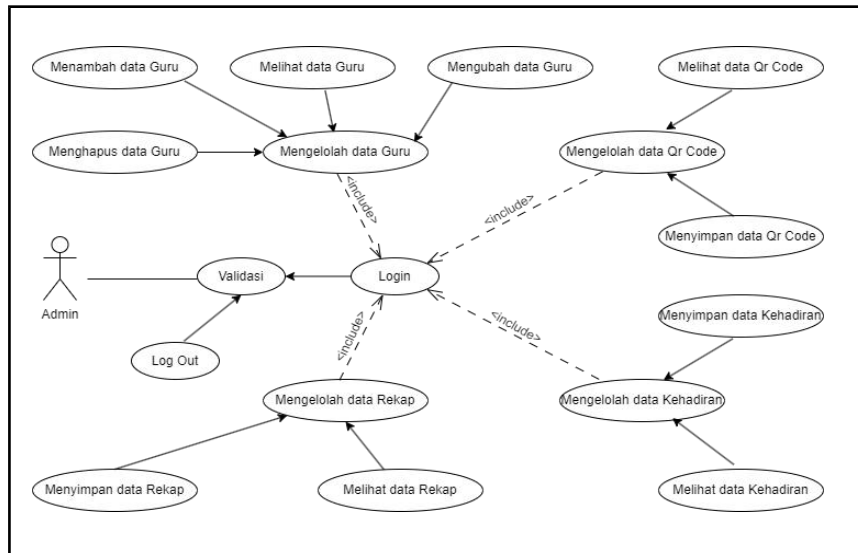 Menambah data Guru
Melihat data Guru
Mengubah data Guru
Melihat data Qr Code
Menghapus data Guru
Mengelolah data Guru
Mengelolah data Qr Code
<include>
<include>
Menyimpan data Qr Code
Admin
Validasi
Login
Log Out
<include>
<include>
Menyimpan data Kehadiran
Mengelolah data Rekap
Mengelolah data Kehadiran
Menyimpan data Rekap
Melihat data Rekap
Melihat data Kehadiran